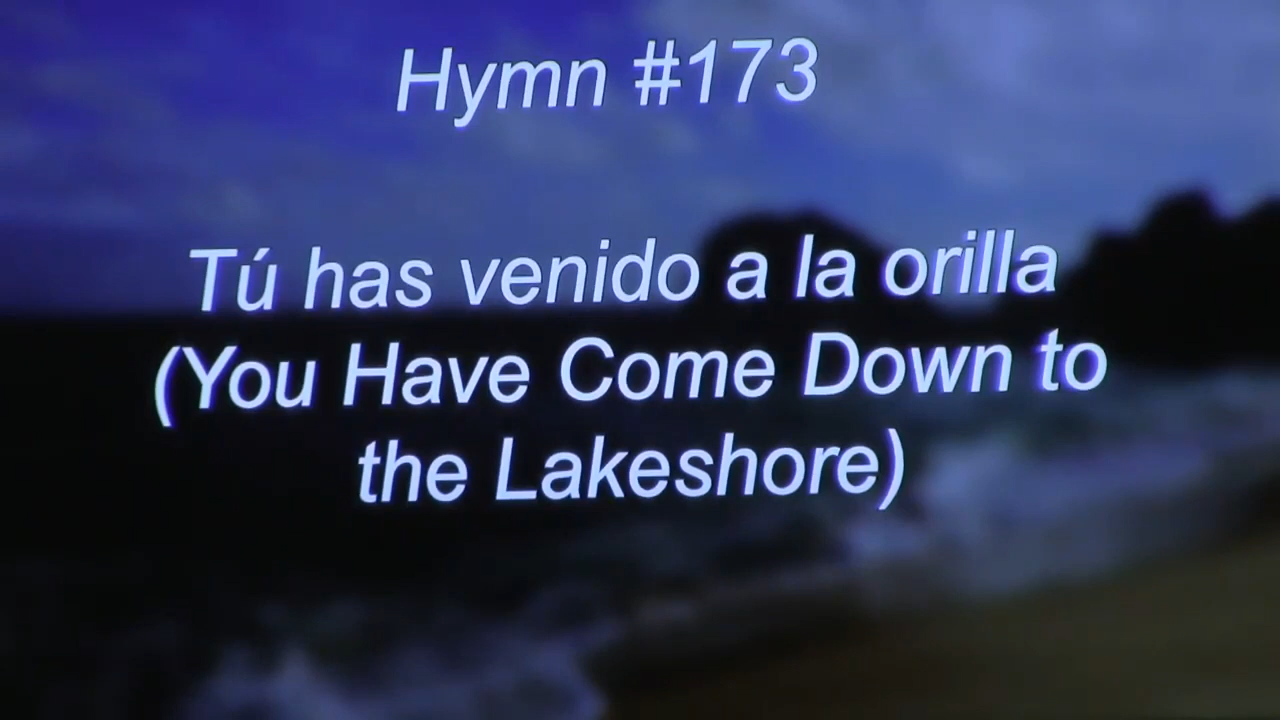 Hymn #173
Tú has venido a la orilla
(You Have Come Down to
the Lakeshore)